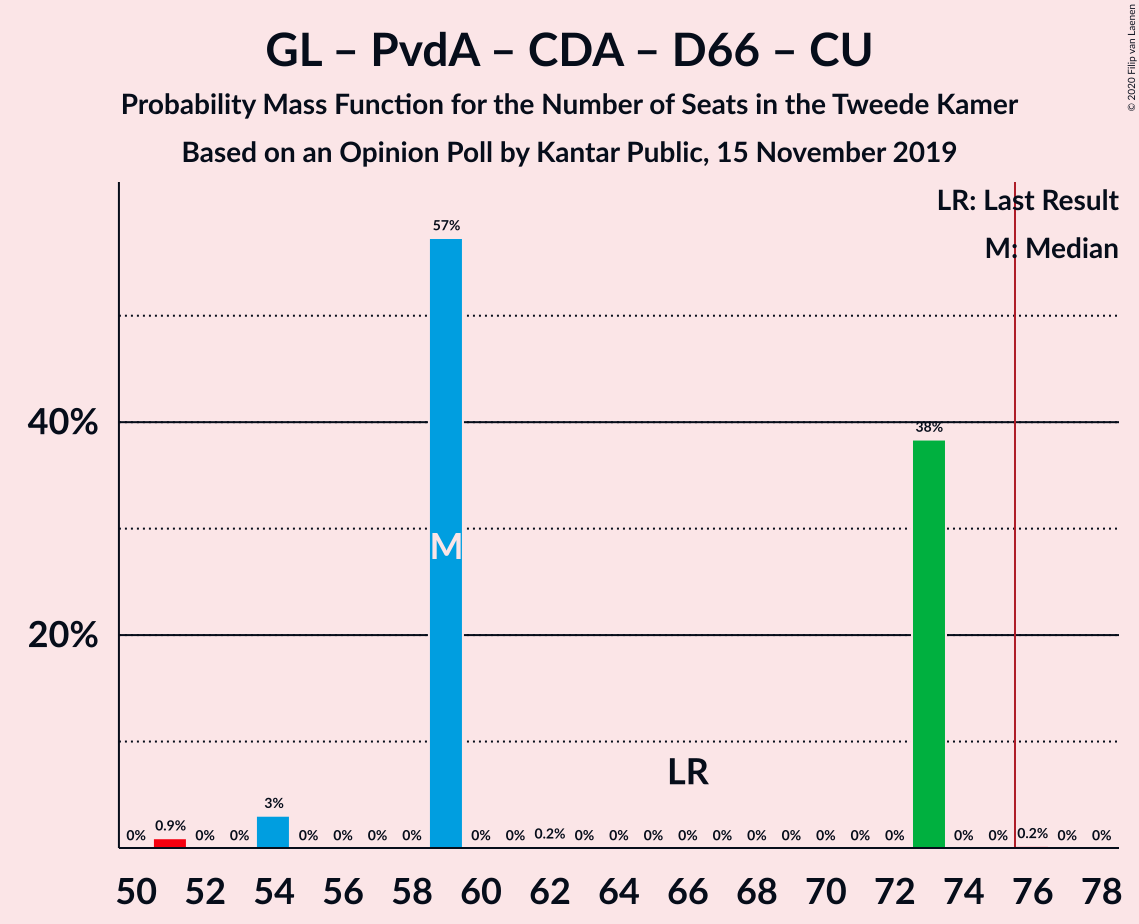 GL – PvdA – CDA – D66 – CU
Probability Mass Function for the Number of Seats in the Tweede Kamer
Based on an Opinion Poll by Kantar Public, 15 November 2019
© 2020 Filip van Laenen
LR: Last Result
M: Median
57%
40%
38%
M
20%
LR
0% 0.9% 0% 0% 3% 0% 0% 0% 0% 0% 0% 0.2% 0% 0% 0% 0% 0% 0% 0% 0% 0% 0% 0% 0% 0.2% 0% 0%
50 52 54 56 58 60 62 64 66 68 70 72 74 76 78